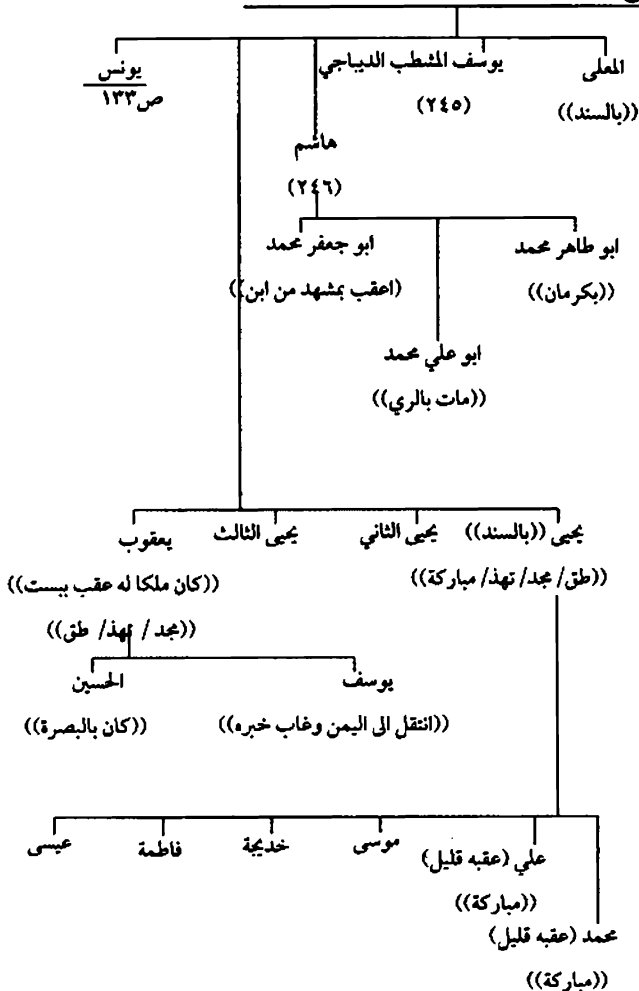 المعلى
((بالسند))
يوسف المشطب الديباجي
(٢٤٥)
يونس
ص١٣٣
هاشم
(٢٤٦)
ابو طاهر محمد
((بكرمان))
ابو جعفر محمد
(اعقب بمشهد من ابن))
ابو علي محمد
((مات بالري))
يحيى ((بالسند))
((طق/ مجد/ تهذ/ مباركة))
يحيى الثاني
يحيى الثالث
يعقوب
((كان ملكا له عقب ببست))
((مجد / تهذ/ طق))
يوسف
((انتقل الى اليمن وغاب خبره))
الحسين
((كان بالبصرة))
علي (عقبه قليل)
((مباركة))
موسى
خديجة
فاطمة
عيسى
محمد (عقبه قليل)
((مباركة))